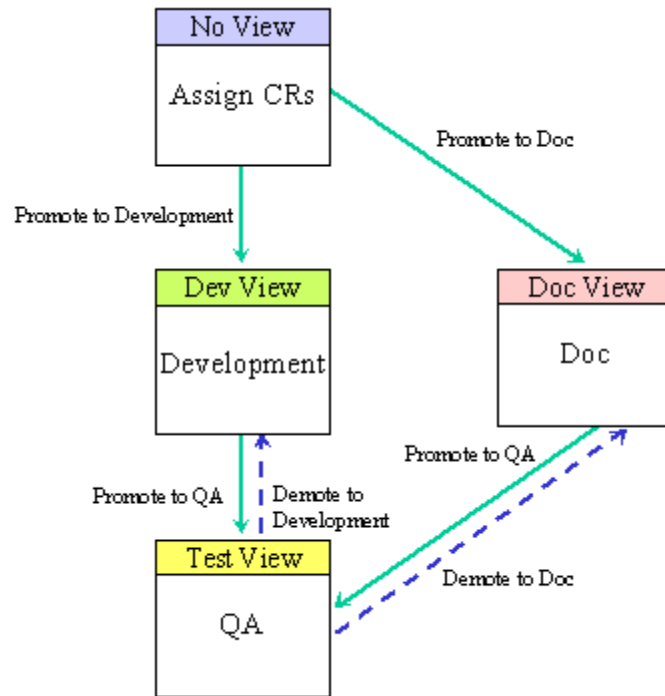 No View
Assign CRs
Promote to Doc
Promote to Development
Dev View
Doc View
Development
Doc
Promote to QA
Promote to QA
Demote to
Development
Test View
Demote to Doc
QA